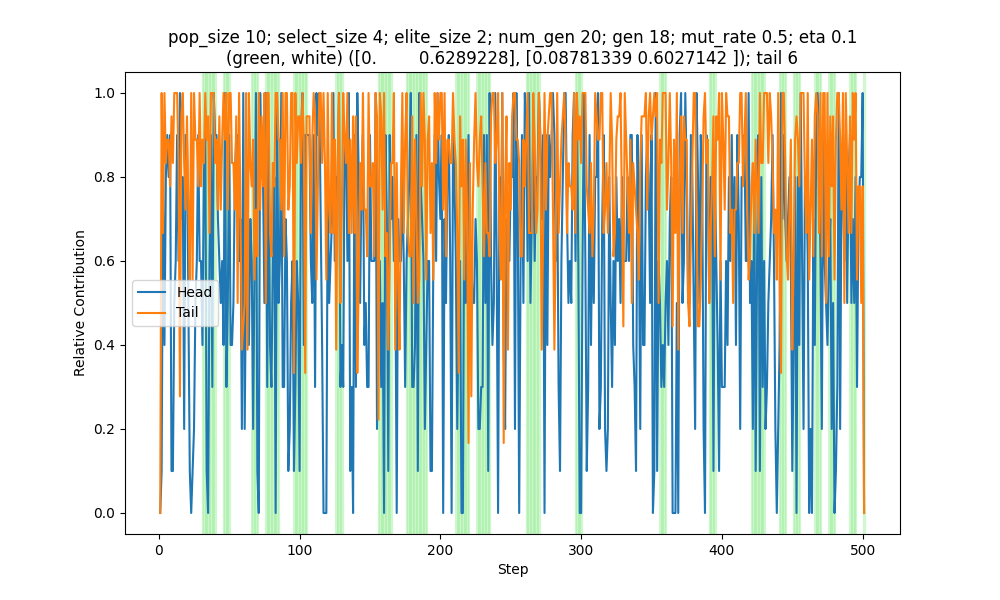 pop_size 10; select_size 4; elite_size 2; num_gen 20; gen 18; mut_rate 0.5; eta 0.1
(green, white) ([0. 0.6289228], [0.08781339 0.6027142 ]); tail 6
1.0
0.8
0.6
0.4
0.2
0.0
Relative Contribution
Head
Tail
0 100 200 300 400 500
Step